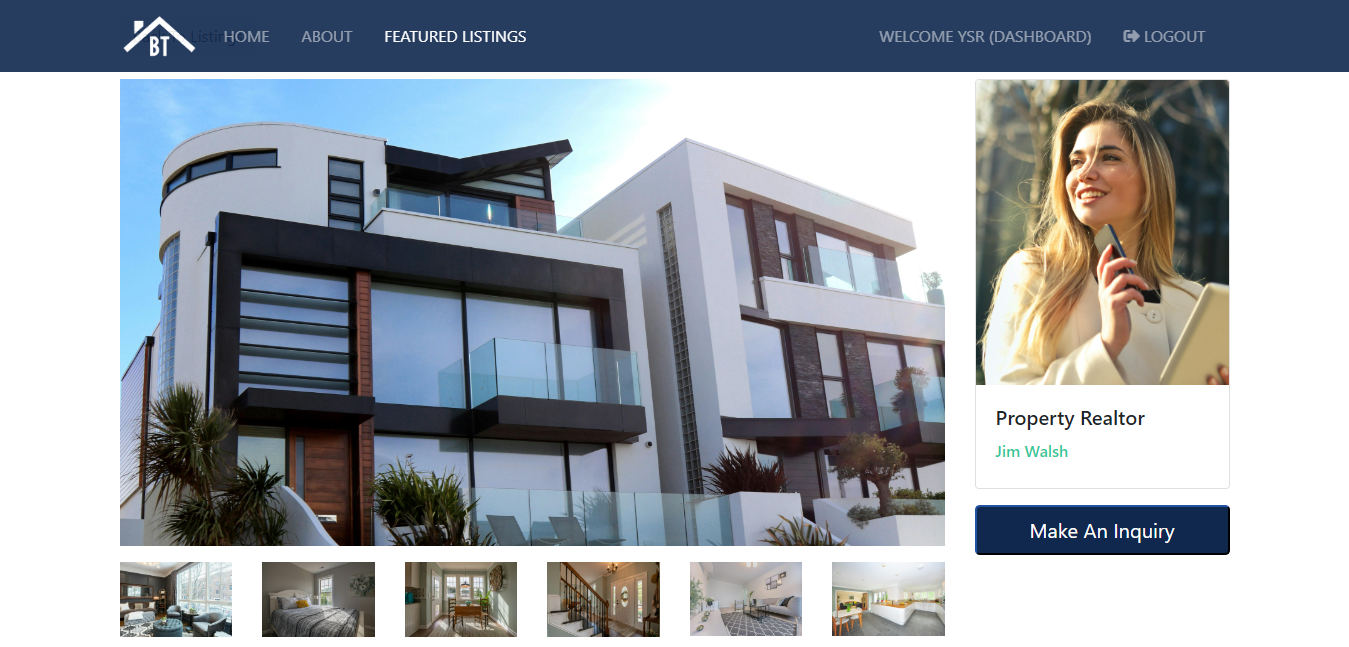 BT
Listing HOME ABOUT FEATURED LISTINGS WELCOME YSR (DASHBOARD) LOGOUT
Property Realtor
Jim Walsh
Make An Inquiry